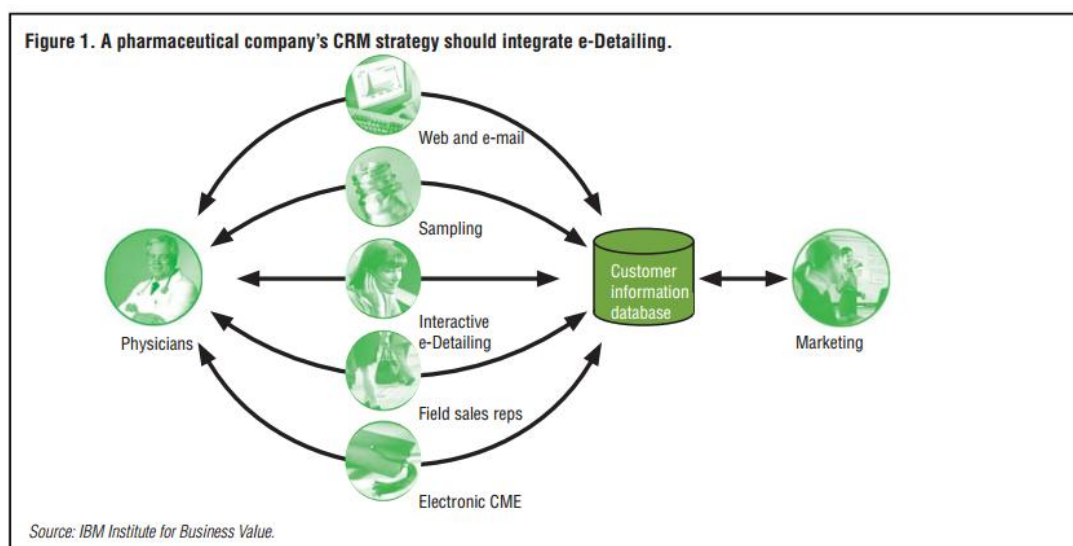 Figure 1. A pharmaceutical company's CRM strategy should integrate e-Detailing.
Web and e-mail
Sampling
Physicians
Interactive
e-Detailing
Customer
information
database
Marketing
Field sales reps
Electronic CME
Source: IBM Institute for Business Value.